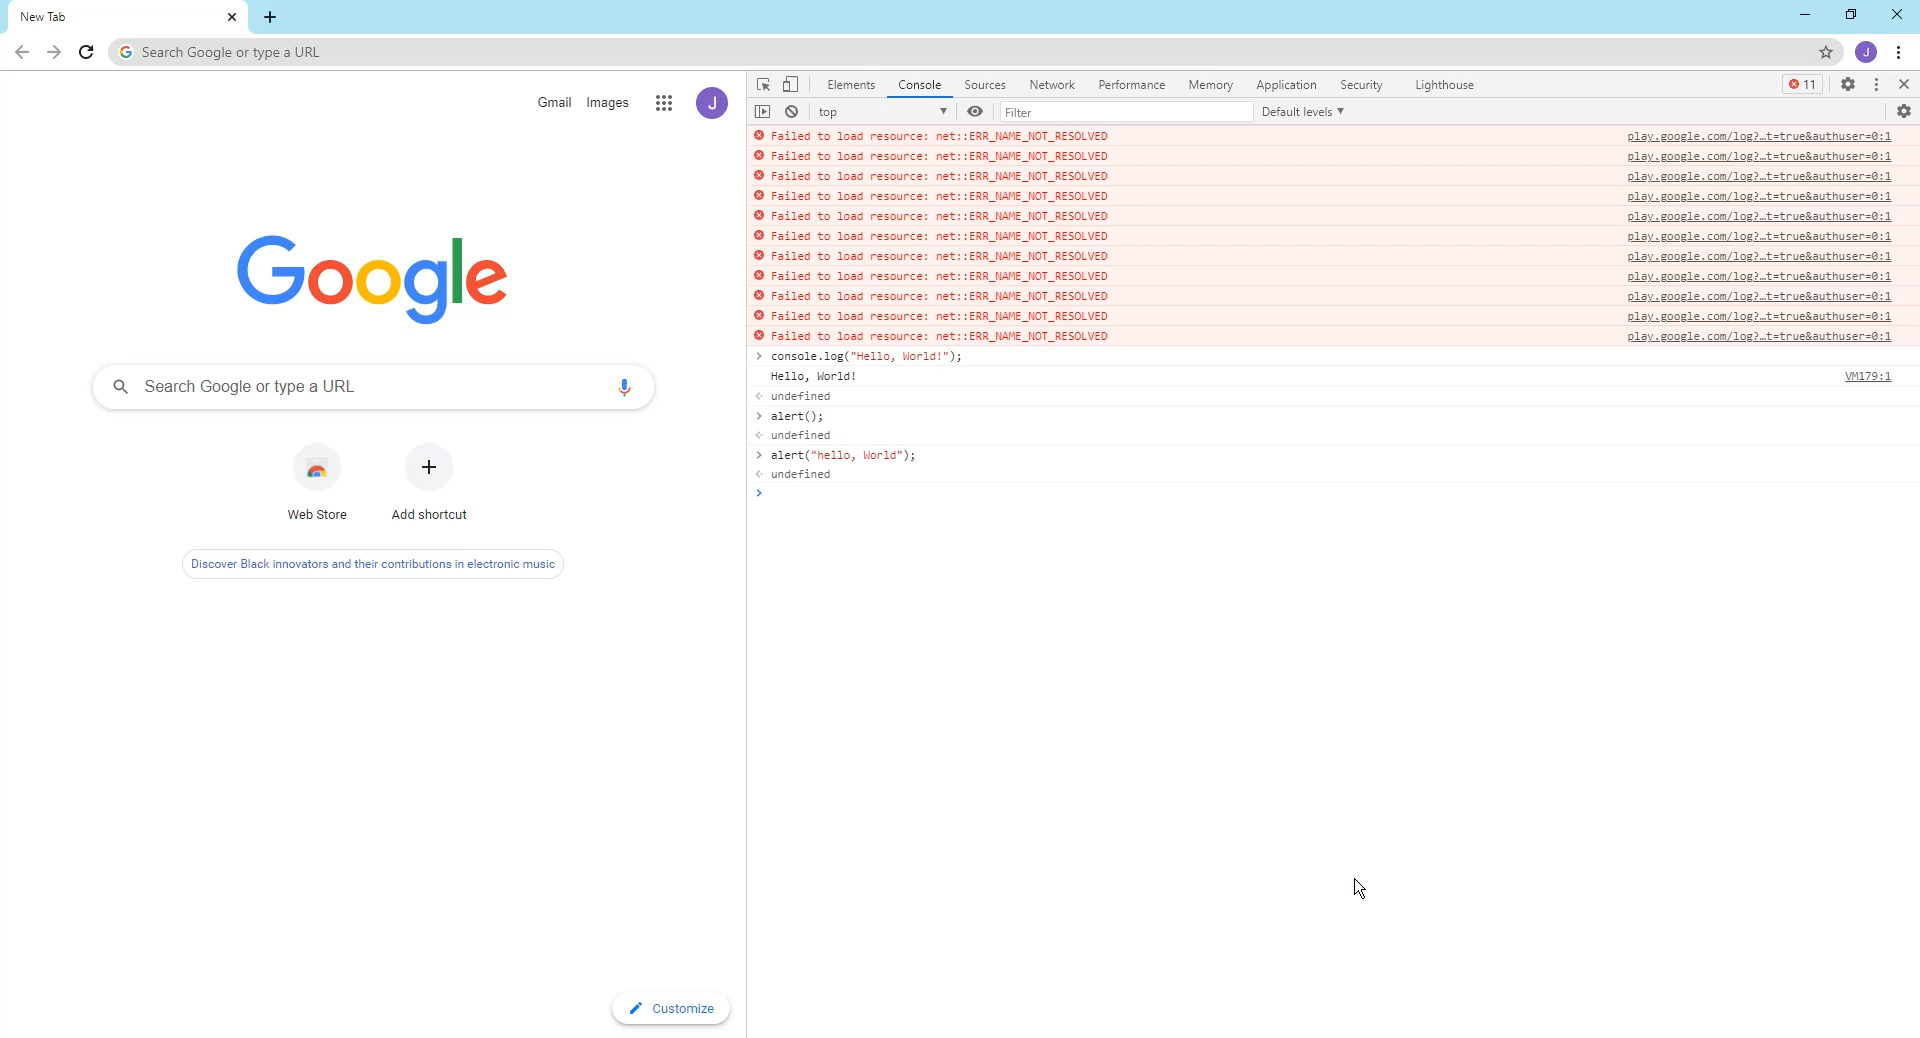 New Tab
Search Google or type a URL
J
Gmail Images J
Google
Search Google or type a URL
Web Store Add shortcut
Discover Black innovators and their contributions in electronic music
Customize
Elements Console Sources Network Performance Memory Application Security Lighthouse 11
top Filter Default levels
Failed to load resource: net::ERR_NAME_NOT_RESOLVED play.google.com/log?…t=true&authuser=0:1
Failed to load resource: net::ERR_NAME_NOT_RESOLVED play.google.com/log?…t=true&authuser=0:1
Failed to load resource: net::ERR_NAME_NOT_RESOLVED play.google.com/log?…t=true&authuser=0:1
Failed to load resource: net::ERR_NAME_NOT_RESOLVED play.google.com/log?…t=true&authuser=0:1
Failed to load resource: net::ERR_NAME_NOT_RESOLVED play.google.com/log?…t=true&authuser=0:1
Failed to load resource: net::ERR_NAME_NOT_RESOLVED play.google.com/log?…t=true&authuser=0:1
Failed to load resource: net::ERR_NAME_NOT_RESOLVED play.google.com/log?…t=true&authuser=0:1
Failed to load resource: net::ERR_NAME_NOT_RESOLVED play.google.com/log?…t=true&authuser=0:1
Failed to load resource: net::ERR_NAME_NOT_RESOLVED play.google.com/log?…t=true&authuser=0:1
Failed to load resource: net::ERR_NAME_NOT_RESOLVED play.google.com/log?…t=true&authuser=0:1
Failed to load resource: net::ERR_NAME_NOT_RESOLVED play.google.com/log?…t=true&authuser=0:1
> console.log("Hello, World!");
Hello, World! VM179:1
undefined
> alert();
undefined
> alert("hello, World");
undefined
>